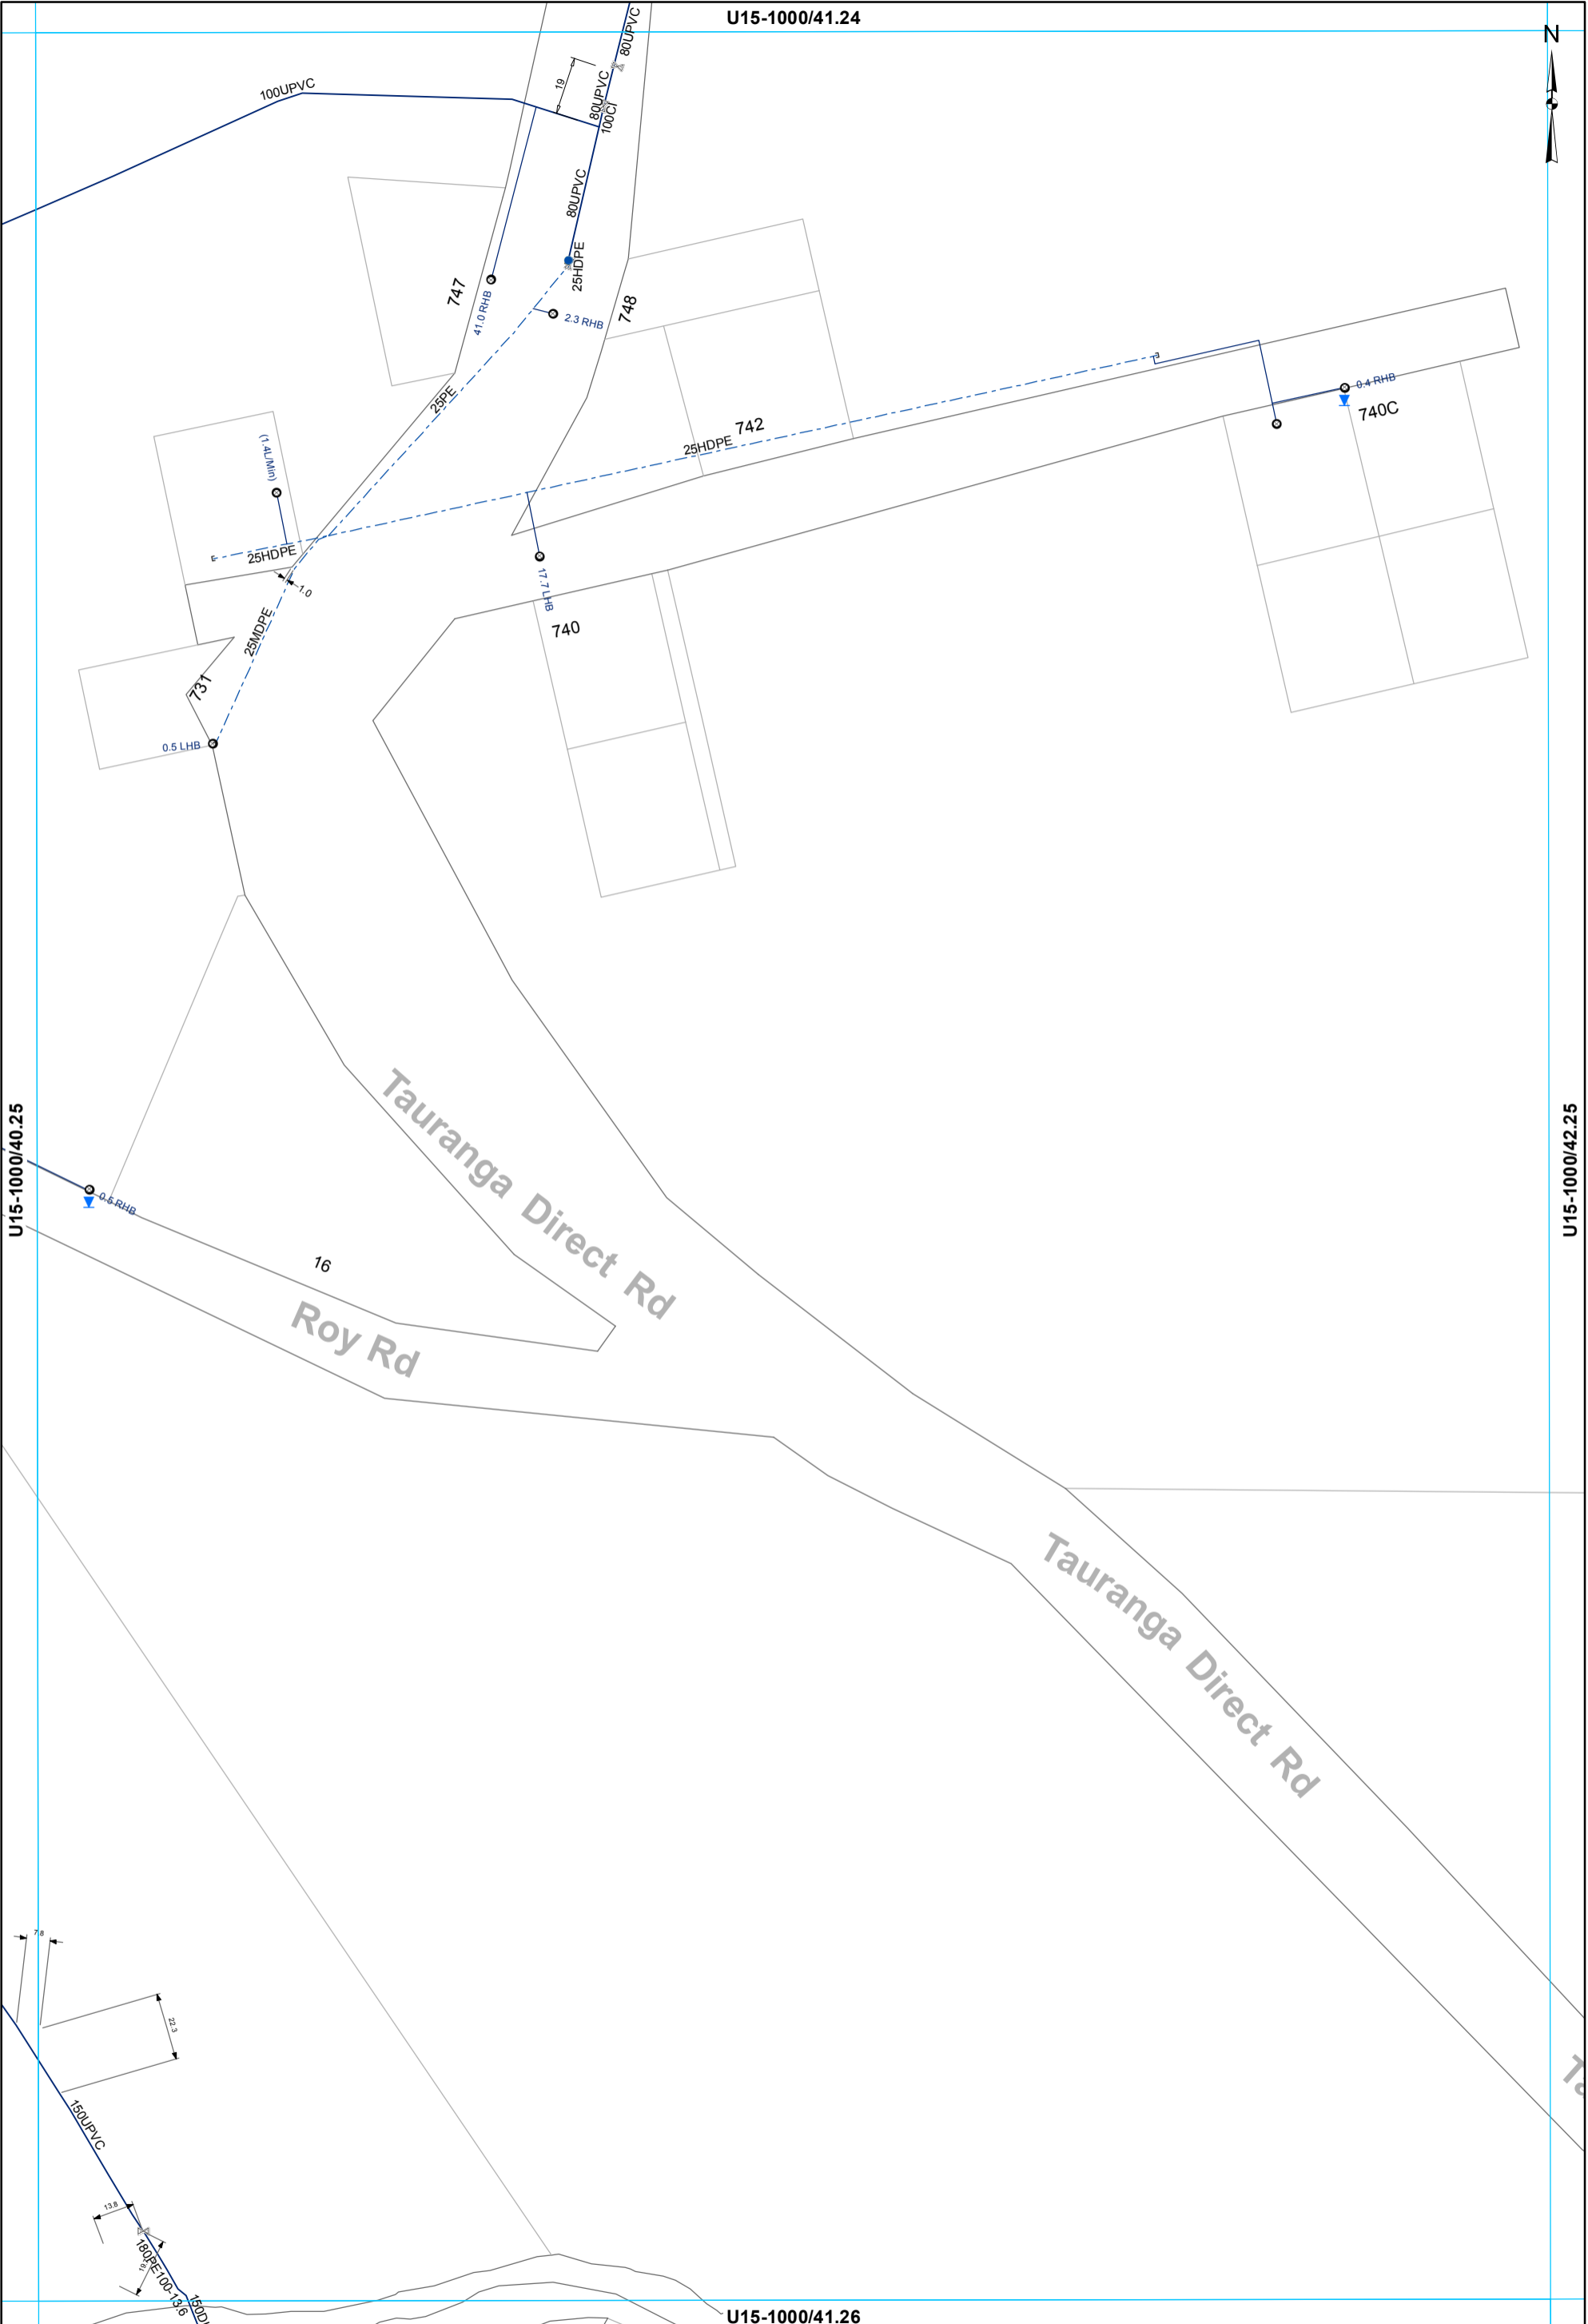 U15-1000/41.24
N
80UPVC
19
80UPVC
100CI
100UPVC
80UPVC
25HDPE
747
41.0 RHB
748
2.3 RHB
25PE
0.4 RHB
740C
742
25HDPE
(1.4L/Min)
25HDPE
1.0
17.7 LHB
740
25MDPE
731
0.5 LHB
U15-1000/40.25
U15-1000/42.25
Tauranga Direct Rd
0.5 RHB
16
Roy Rd
Tauranga Direct Rd
7.8
22.3
150UPVC
13.8
180PE100-13.6
U15-1000/41.26